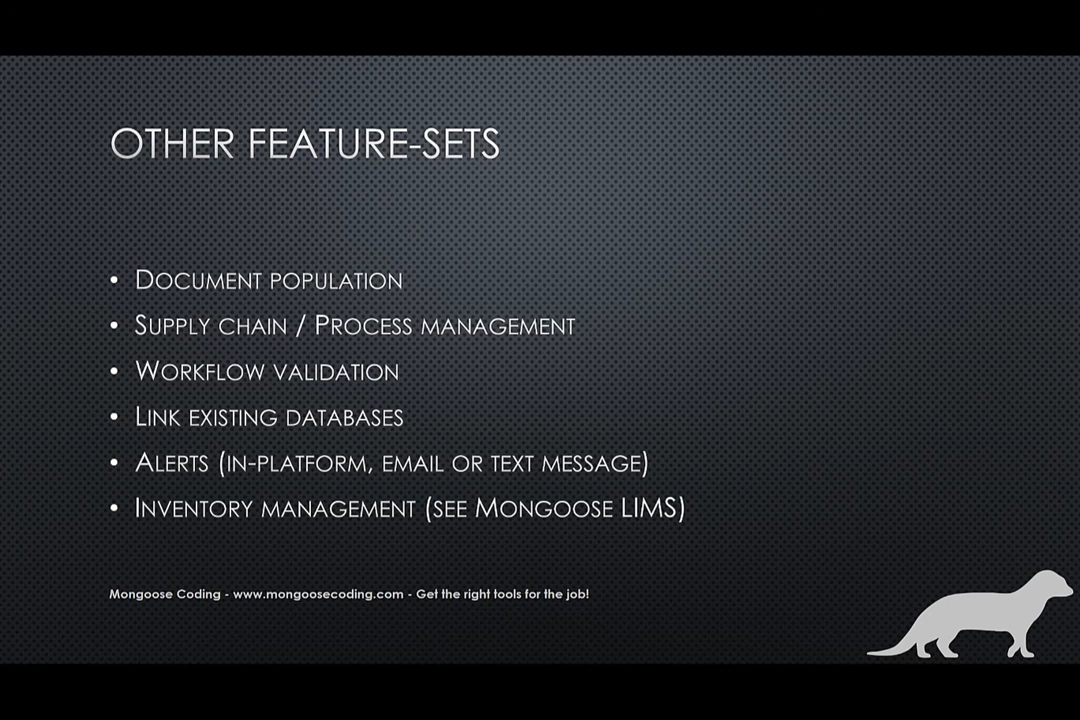 OTHER FEATURE-SETS
• DOCUMENT POPULATION
• SUPPLY CHAIN / PROCESS MANAGEMENT
• WORKFLOW VALIDATION
• LINK EXISTING DATABASES
• ALERTS (IN-PLATFORM, EMAIL OR TEXT MESSAGE)
• INVENTORY MANAGEMENT (SEE MONGOOSE LIMS)
Mongoose Coding - www.mongoosecoding.com - Get the right tools for the job!